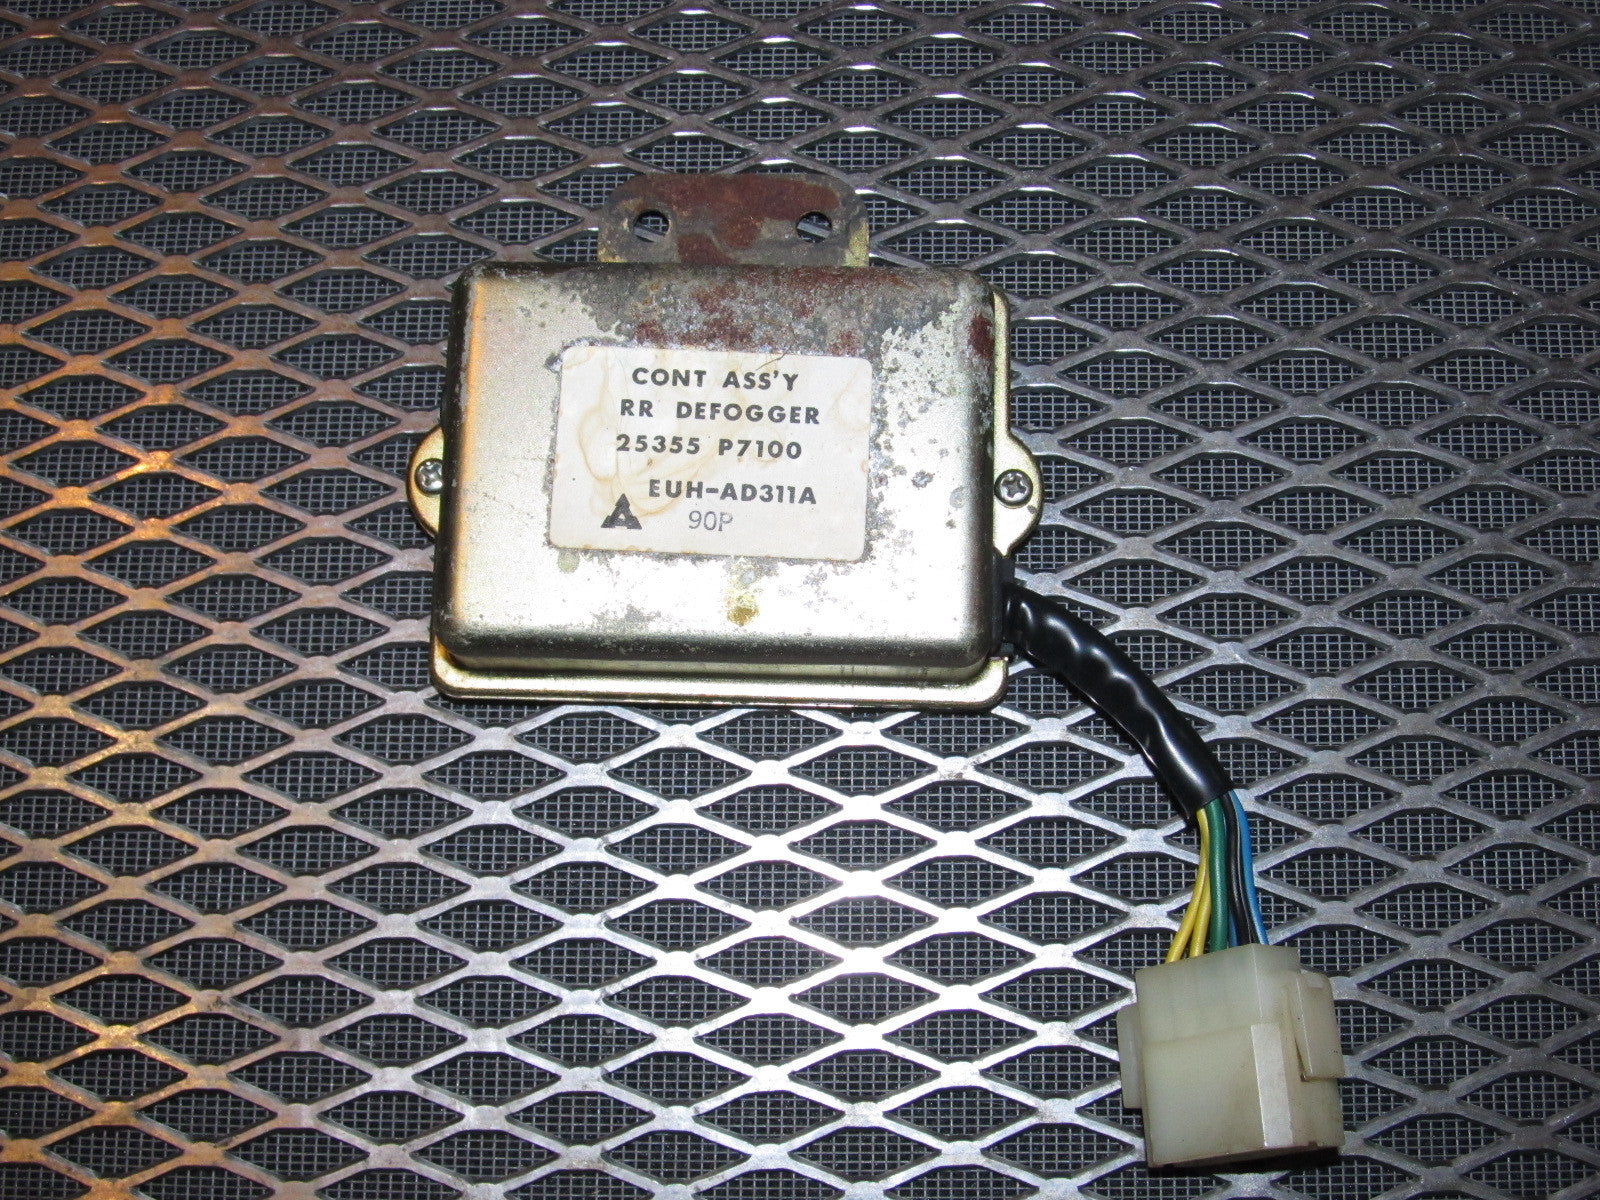 CONT ASS'Y
RR DEFOGGER
25355 P7100
EUH-AD311A
90P